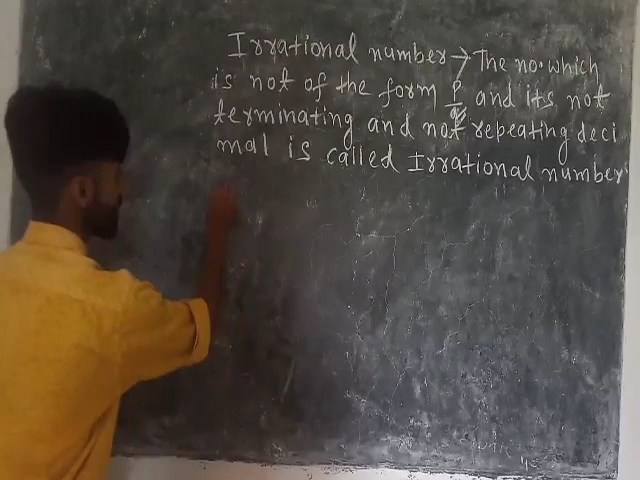 Irrational number → The no. which
is not of the form p/q and its not
terminating and not repeating deci
mal is called Irrational number